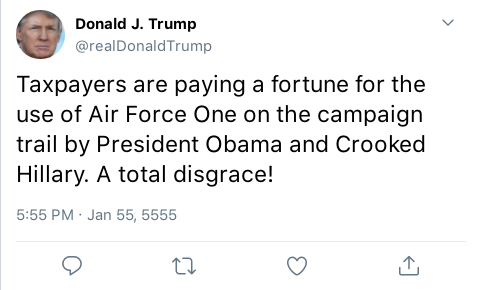 Donald J. Trump
@realDonaldTrump
Taxpayers are paying a fortune for the
use of Air Force One on the campaign
trail by President Obama and Crooked
Hillary. A total disgrace!
5:55 PM · Jan 55, 5555